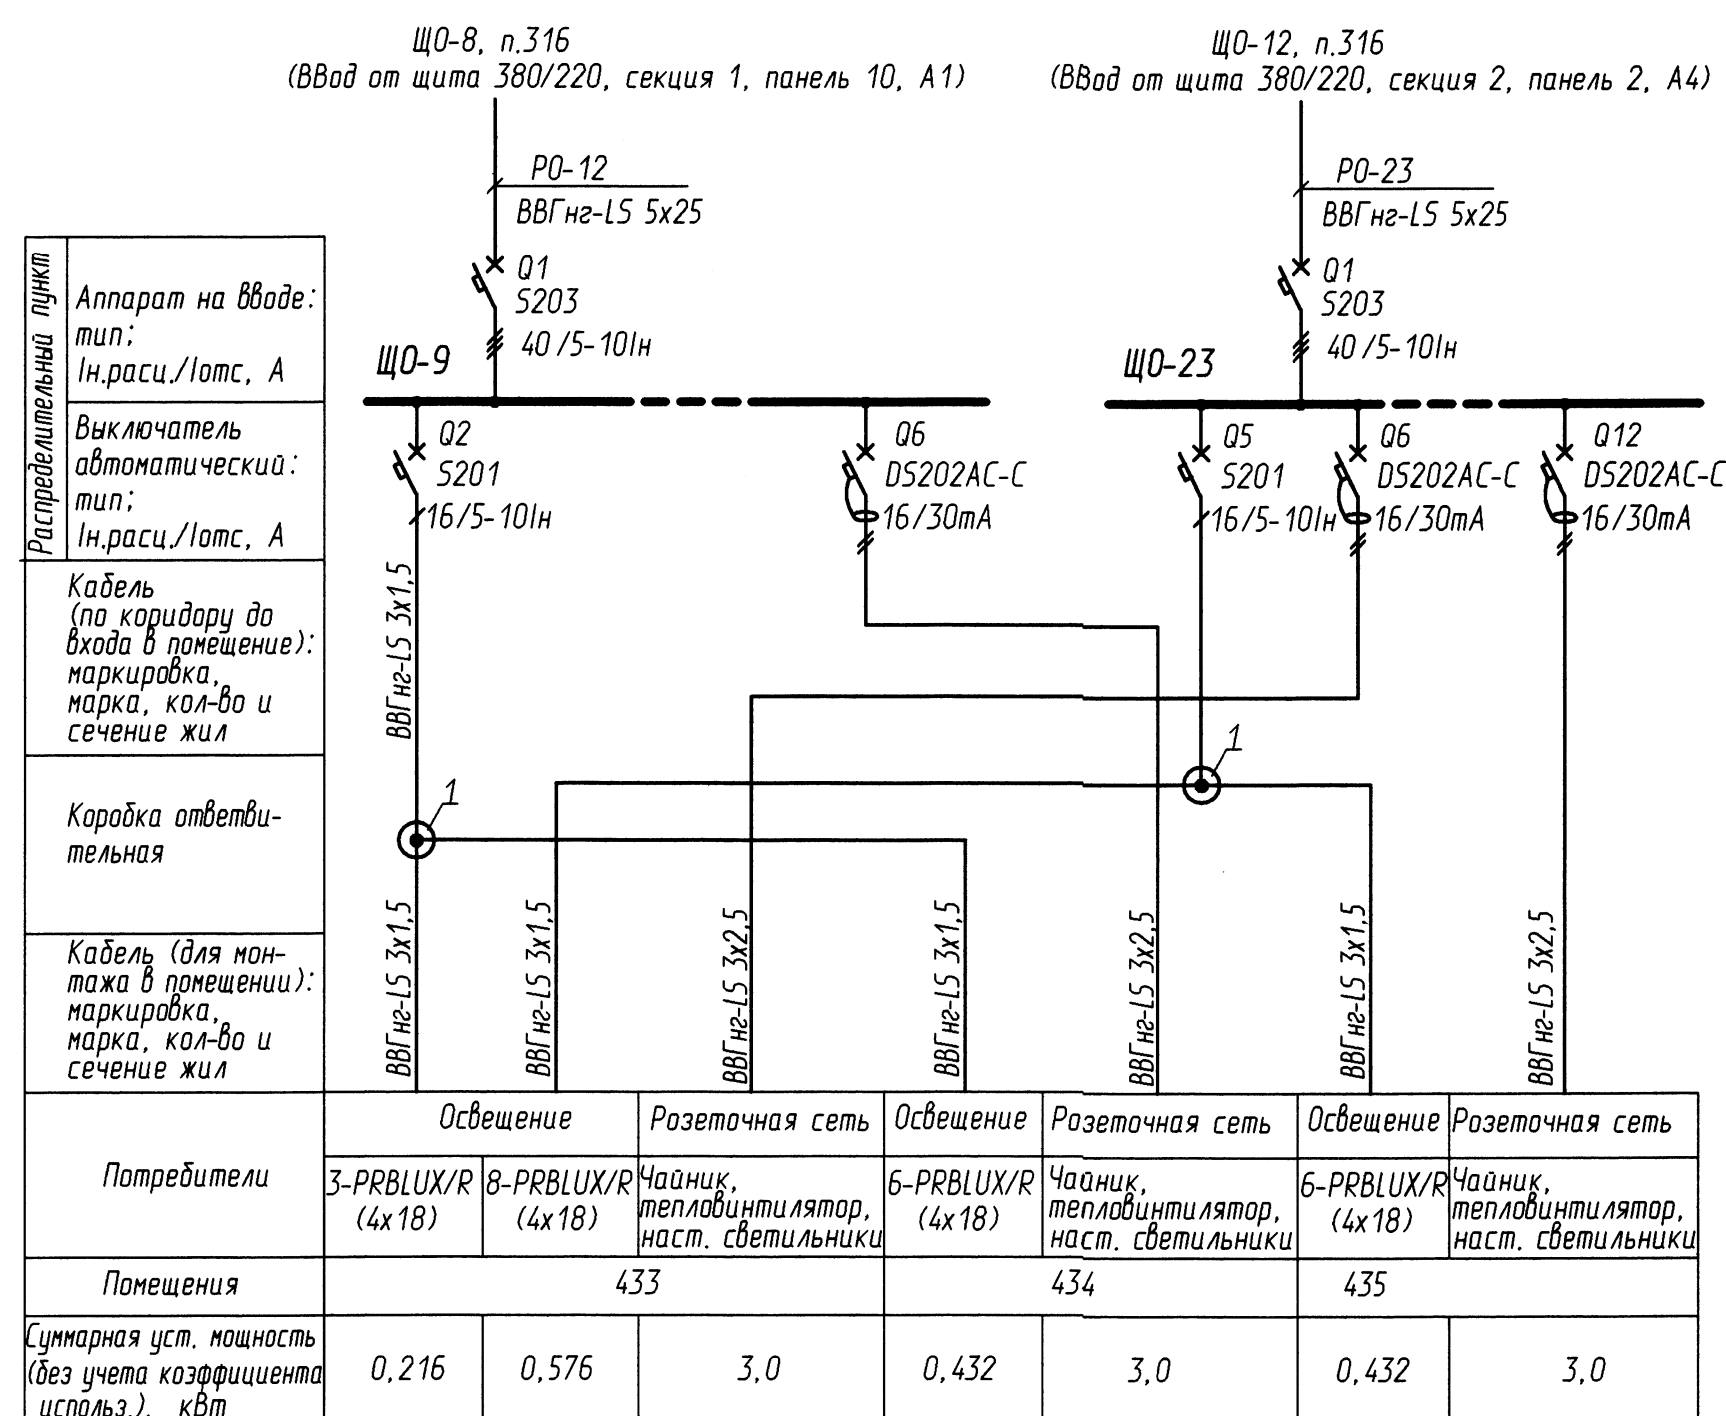 ЩО-8, п.316
(ВВод от щита 380/220, секция 1, панель 10, А1)
ЩО-12, п.316
(ВВод от щита 380/220, секция 2, панель 2, А4)
РО-12
ВВГнг-LS 5х25
РО-23
ВВГнг-LS 5х25
Q1
S203
40/5-10Iн
ЩО-9
Q1
S203
40/5-10Iн
ЩО-23
Распределительный пункт
Аппарат на вводе:
тип;
Iн.расц./Iотс, А
Выключатель
автоматический:
тип;
Iн.расц./Iотс, А
Q2
S201
16/5-10Iн
Q6
DS202AC-C
16/30mA
Q5
S201
16/5-10Iн
Q6
DS202AC-C
16/30mA
Q12
DS202AC-C
16/30mA
Кабель
(по коридору до
входа в помещение):
маркировка,
марка, кол-во и
сечение жил
ВВГнг-LS 3х1,5
Коробка ответви-
тельная
1
1
Кабель (для мон-
тажа в помещении):
маркировка,
марка, кол-во и
сечение жил
ВВГнг-LS 3х1,5
ВВГнг-LS 3х1,5
ВВГнг-LS 3х2,5
ВВГнг-LS 3х1,5
ВВГнг-LS 3х2,5
ВВГнг-LS 3х1,5
ВВГнг-LS 3х2,5
Потребители
Освещение
Розеточная сеть
Освещение
Розеточная сеть
Освещение
Розеточная сеть
3-PRBLUX/R
(4х18)
8-PRBLUX/R
(4х18)
Чайник,
тепловинтилятор,
наст. светильники
6-PRBLUX/R
(4х18)
Чайник,
тепловинтилятор,
наст. светильники
6-PRBLUX/R
(4х18)
Чайник,
тепловинтилятор,
наст. светильники
Помещения
433
434
435
Суммарная уст. мощность
(без учета коэффициента
использ.), кВт
0,216
0,576
3,0
0,432
3,0
0,432
3,0